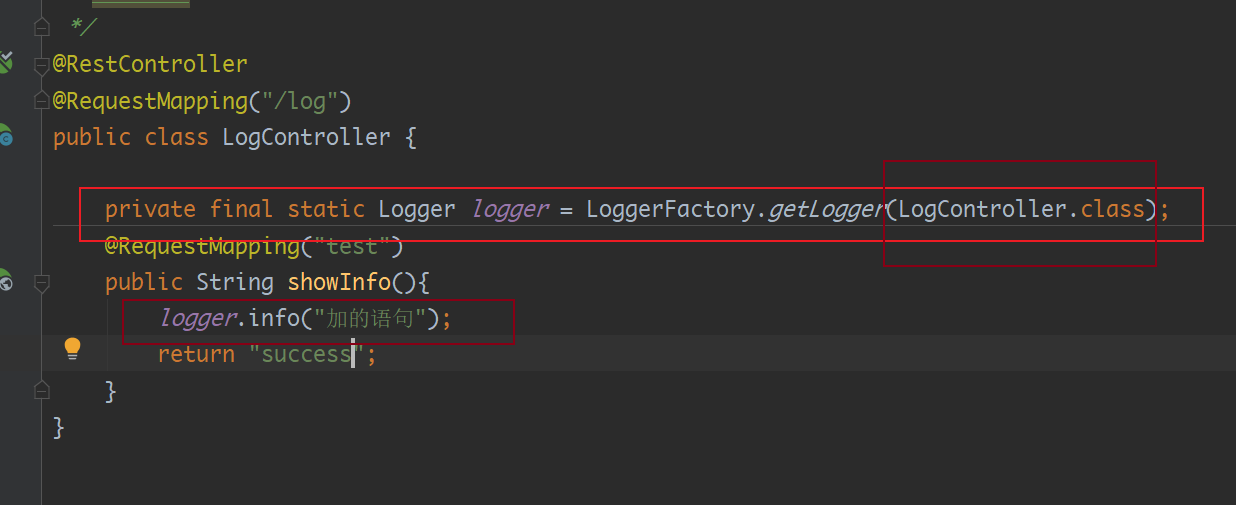 */
@RestController
@RequestMapping("/log")
public class LogController {
private final static Logger logger = LoggerFactory.getLogger(LogController.class);
@RequestMapping("test")
public String showInfo(){
logger.info("加的语句");
return "success";
}
}